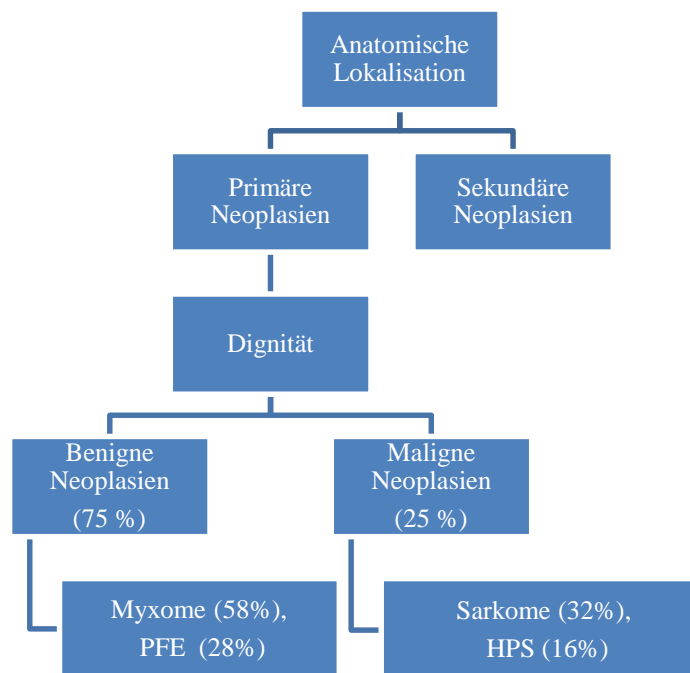 Anatomische
Lokalisation
Primäre
Neoplasien
Sekundäre
Neoplasien
Dignität
Benigne
Neoplasien
(75 %)
Maligne
Neoplasien
(25 %)
Myxome (58%),
PFE (28%)
Sarkome (32%),
HPS (16%)